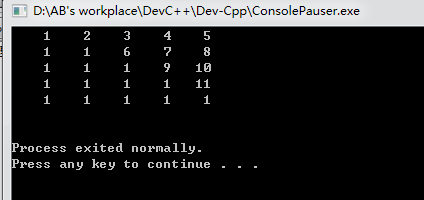 D:\AB's workplace\DevC++\Dev-Cpp\ConsolePauser.exe
1 2 3 4 5
1 1 6 7 8
1 1 1 9 10
1 1 1 1 11
1 1 1 1 1
Process exited normally.
Press any key to continue . . .